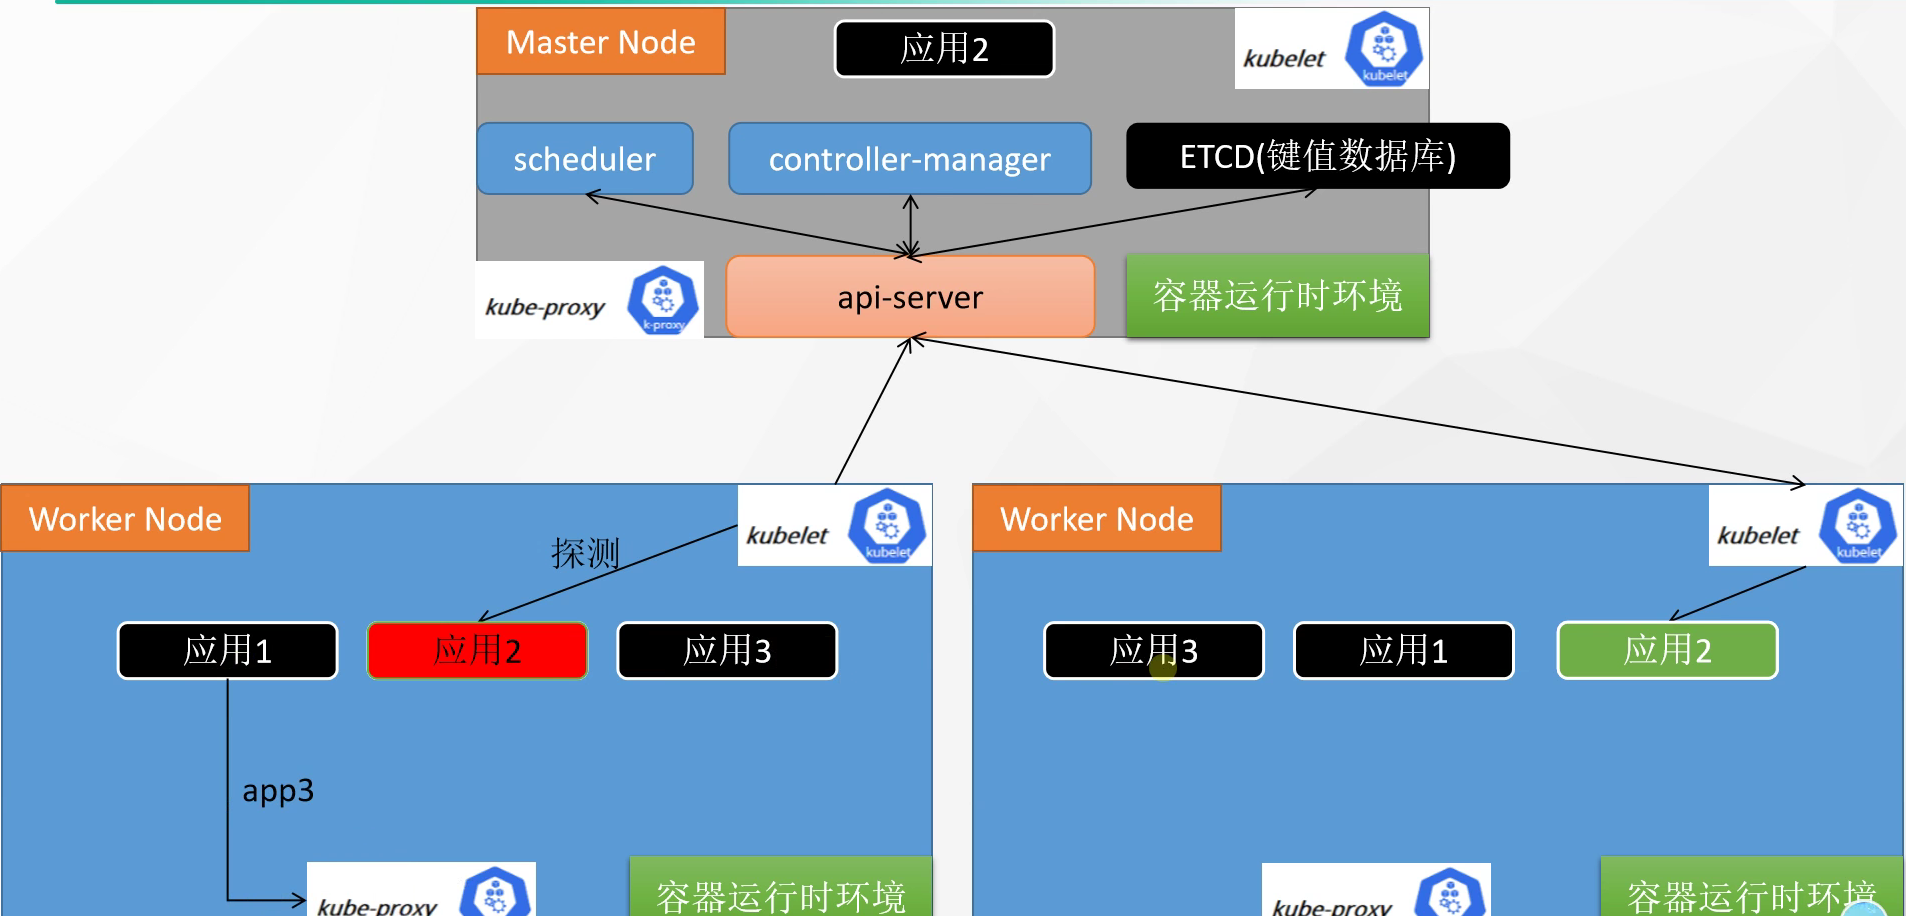 Master Node
应用2
kubelet
kubelet
scheduler
controller-manager
ETCD(键值数据库)
kube-proxy
k-proxy
api-server
容器运行时环境
Worker Node
探测
kubelet
kubelet
应用1
应用2
应用3
app3
kube-proxy
容器运行时环境
Worker Node
kubelet
kubelet
应用3
应用1
应用2
kube-proxy
容器运行时环境